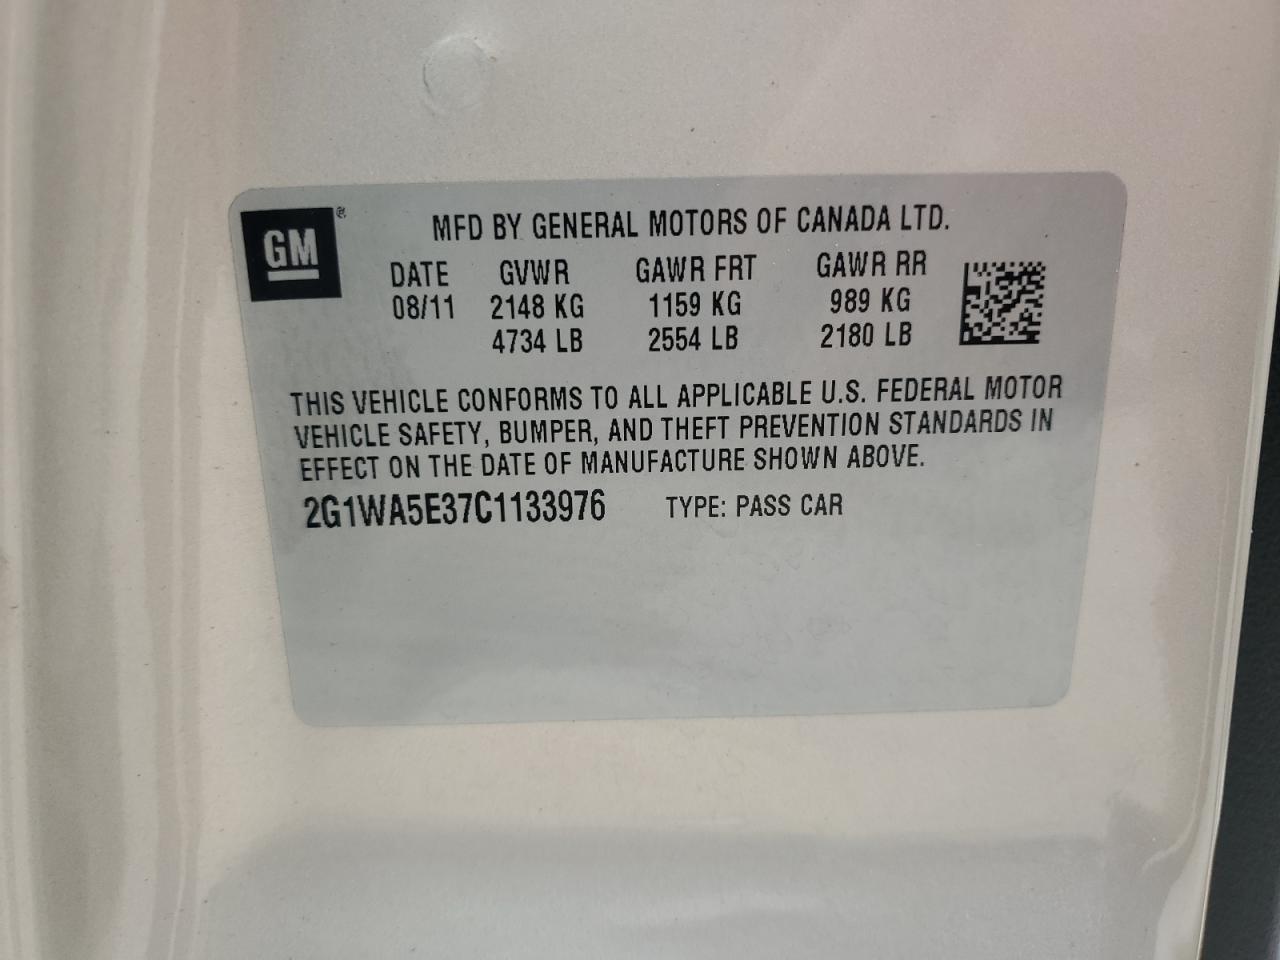 GM ®
MFD BY GENERAL MOTORS OF CANADA LTD.
DATE GVWR GAWR FRT GAWR RR
08/11 2148 KG 1159 KG 989 KG
4734 LB 2554 LB 2180 LB
THIS VEHICLE CONFORMS TO ALL APPLICABLE U.S. FEDERAL MOTOR
VEHICLE SAFETY, BUMPER, AND THEFT PREVENTION STANDARDS IN
EFFECT ON THE DATE OF MANUFACTURE SHOWN ABOVE.
2G1WA5E37C1133976 TYPE: PASS CAR